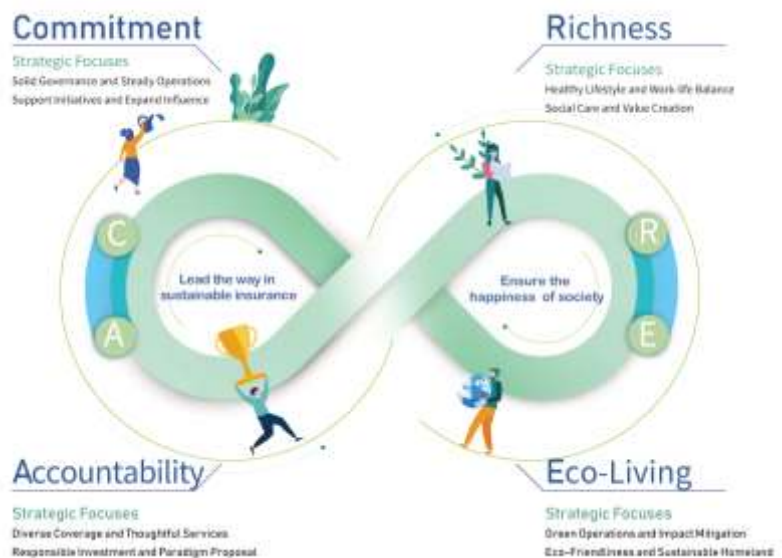 Commitment
Strategic Focuses
Solid Governance and Steady Operations
Support Initiatives and Expand Influence
Richness
Strategic Focuses
Healthy Lifestyle and Work-life Balance
Social Care and Value Creation
C
R
Lead the way in
sustainable insurance
Ensure the
happiness of society
A
E
Accountability
Strategic Focuses
Diverse Coverage and Thoughtful Services
Responsible Investment and Paradigm Proposal
Eco-Living
Strategic Focuses
Green Operations and Impact Mitigation
Eco-Friendliness and Sustainable Homeland